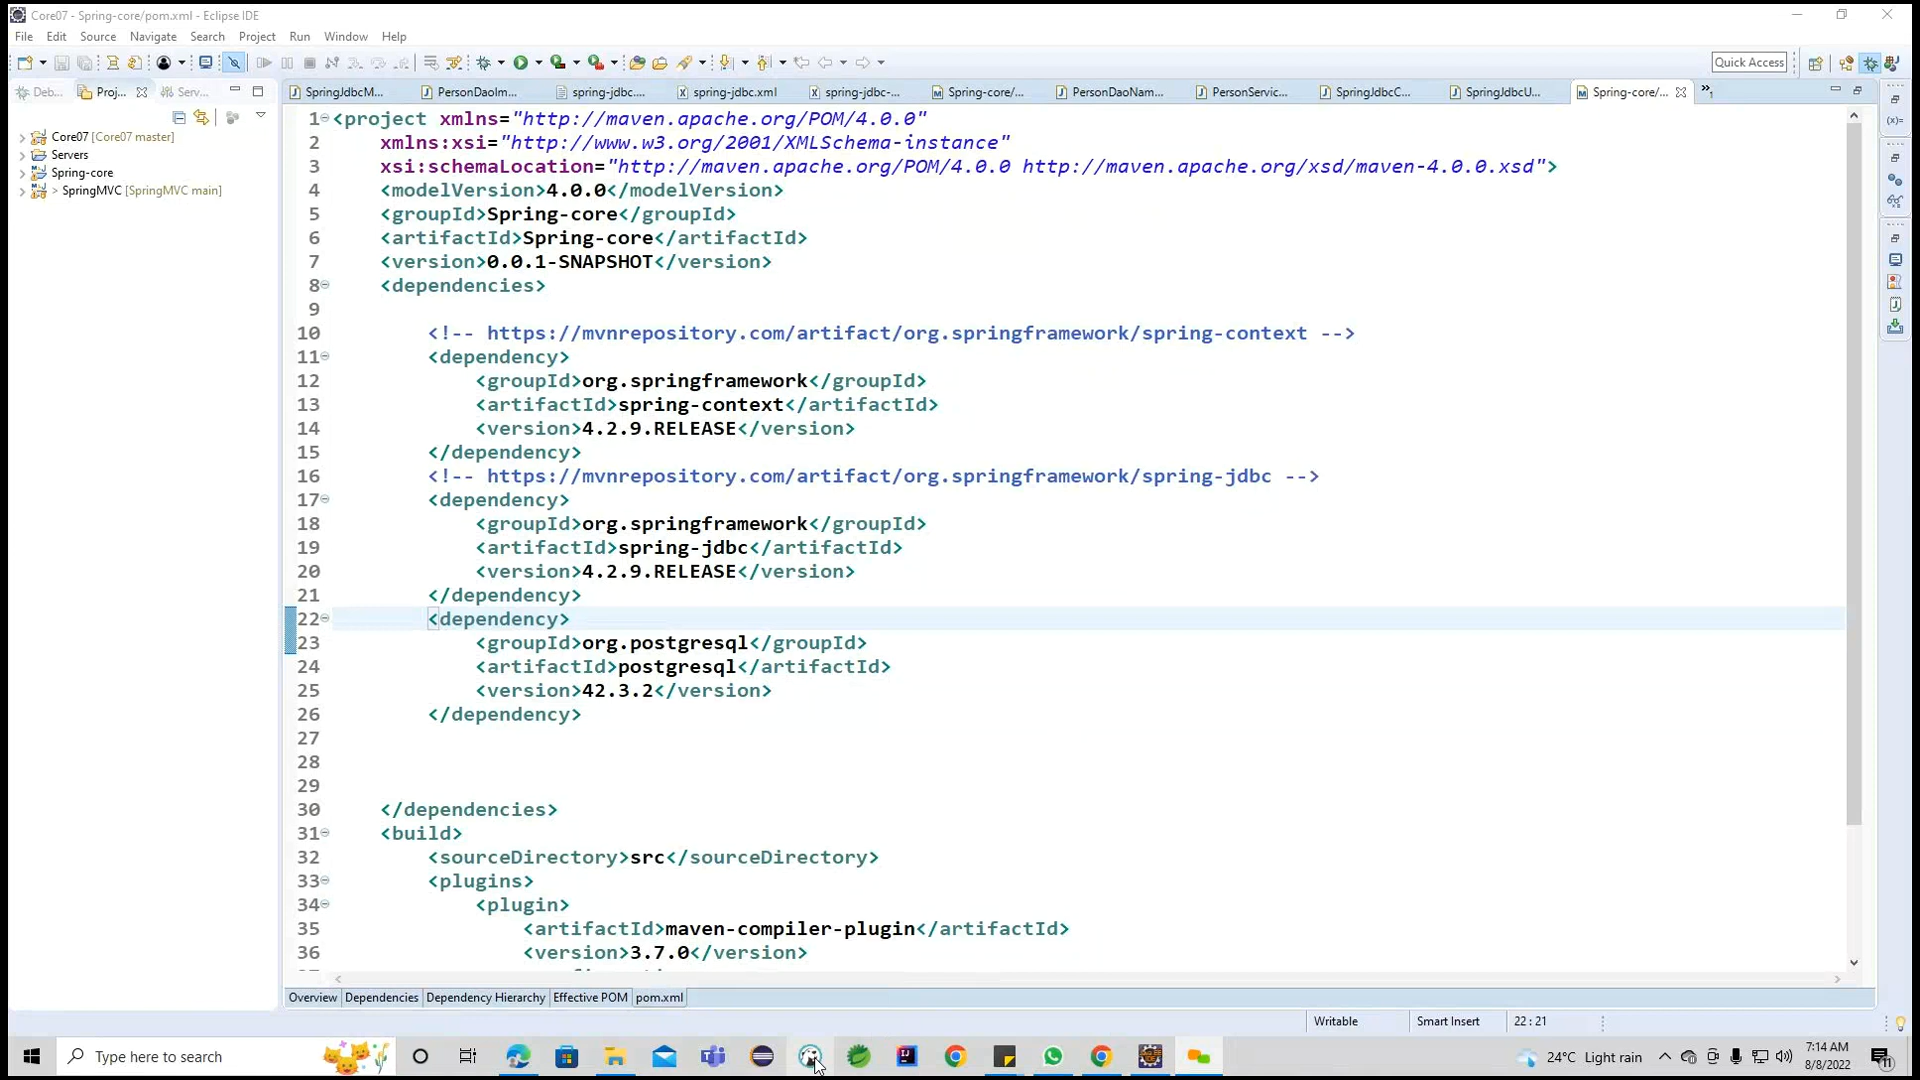 Core07 - Spring-core/pom.xml - Eclipse IDE
File Edit Source Navigate Search Project Run Window Help
Quick Access
Deb... Proj... Serv...
SpringJdbcM... PersonDaoIm... spring-jdbc.... spring-jdbc.xml spring-jdbc-... Spring-core/... PersonDaoNam... PersonServic... SpringJdbcC... SpringJdbcU... Spring-core/... »1
Core07 [Core07 master]
Servers
Spring-core
> SpringMVC [SpringMVC main]
1 <project xmlns="http://maven.apache.org/POM/4.0.0"
2 xmlns:xsi="http://www.w3.org/2001/XMLSchema-instance"
3 xsi:schemaLocation="http://maven.apache.org/POM/4.0.0 http://maven.apache.org/xsd/maven-4.0.0.xsd">
4 <modelVersion>4.0.0</modelVersion>
5 <groupId>Spring-core</groupId>
6 <artifactId>Spring-core</artifactId>
7 <version>0.0.1-SNAPSHOT</version>
8 <dependencies>
9
10 <!-- https://mvnrepository.com/artifact/org.springframework/spring-context -->
11 <dependency>
12 <groupId>org.springframework</groupId>
13 <artifactId>spring-context</artifactId>
14 <version>4.2.9.RELEASE</version>
15 </dependency>
16 <!-- https://mvnrepository.com/artifact/org.springframework/spring-jdbc -->
17 <dependency>
18 <groupId>org.springframework</groupId>
19 <artifactId>spring-jdbc</artifactId>
20 <version>4.2.9.RELEASE</version>
21 </dependency>
22 <dependency>
23 <groupId>org.postgresql</groupId>
24 <artifactId>postgresql</artifactId>
25 <version>42.3.2</version>
26 </dependency>
27
28
29
30 </dependencies>
31 <build>
32 <sourceDirectory>src</sourceDirectory>
33 <plugins>
34 <plugin>
35 <artifactId>maven-compiler-plugin</artifactId>
36 <version>3.7.0</version>
Overview Dependencies Dependency Hierarchy Effective POM pom.xml
Writable Smart Insert 22 : 21
Type here to search
24°C Light rain
7:14 AM
8/8/2022
11